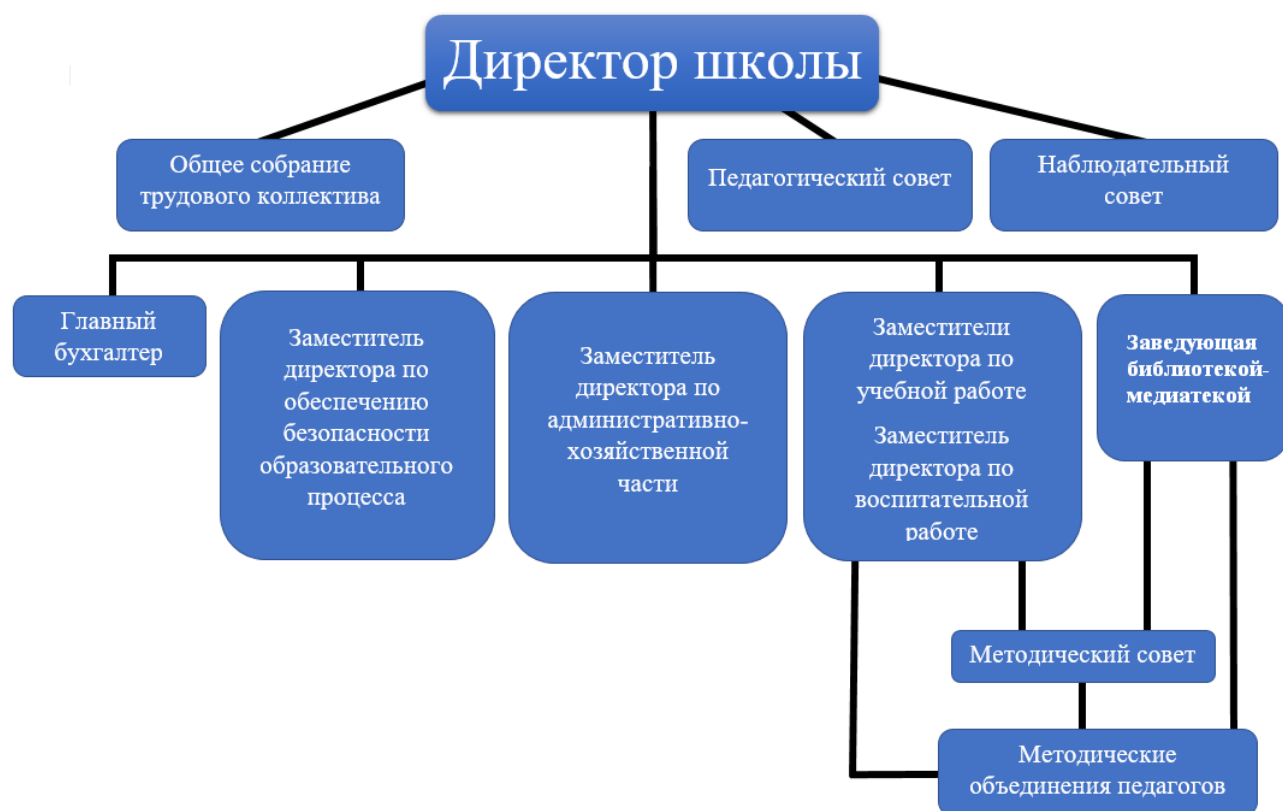 Директор школы
Общее собрание
трудового коллектива
Педагогический совет
Наблюдательный
совет
Главный
бухгалтер
Заместитель
директора по
обеспечению
безопасности
образовательного
процесса
Заместитель
директора по
административно-
хозяйственной
части
Заместители
директора по
учебной работе
Заместитель
директора по
воспитательной
работе
Заведующая
библиотекой-
медиатекой
Методический совет
Методические
объединения педагогов